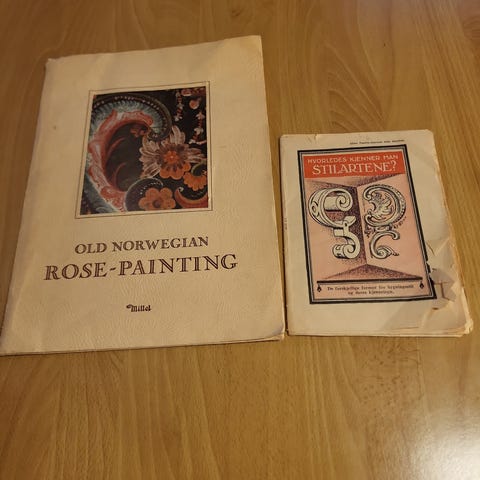 OLD NORWEGIAN
ROSE-PAINTING
Mittet
HVORLEDES KJENNER MAN
STILARTENE?
De forskjellige former for bygningsstil
og deres kjennetegn.